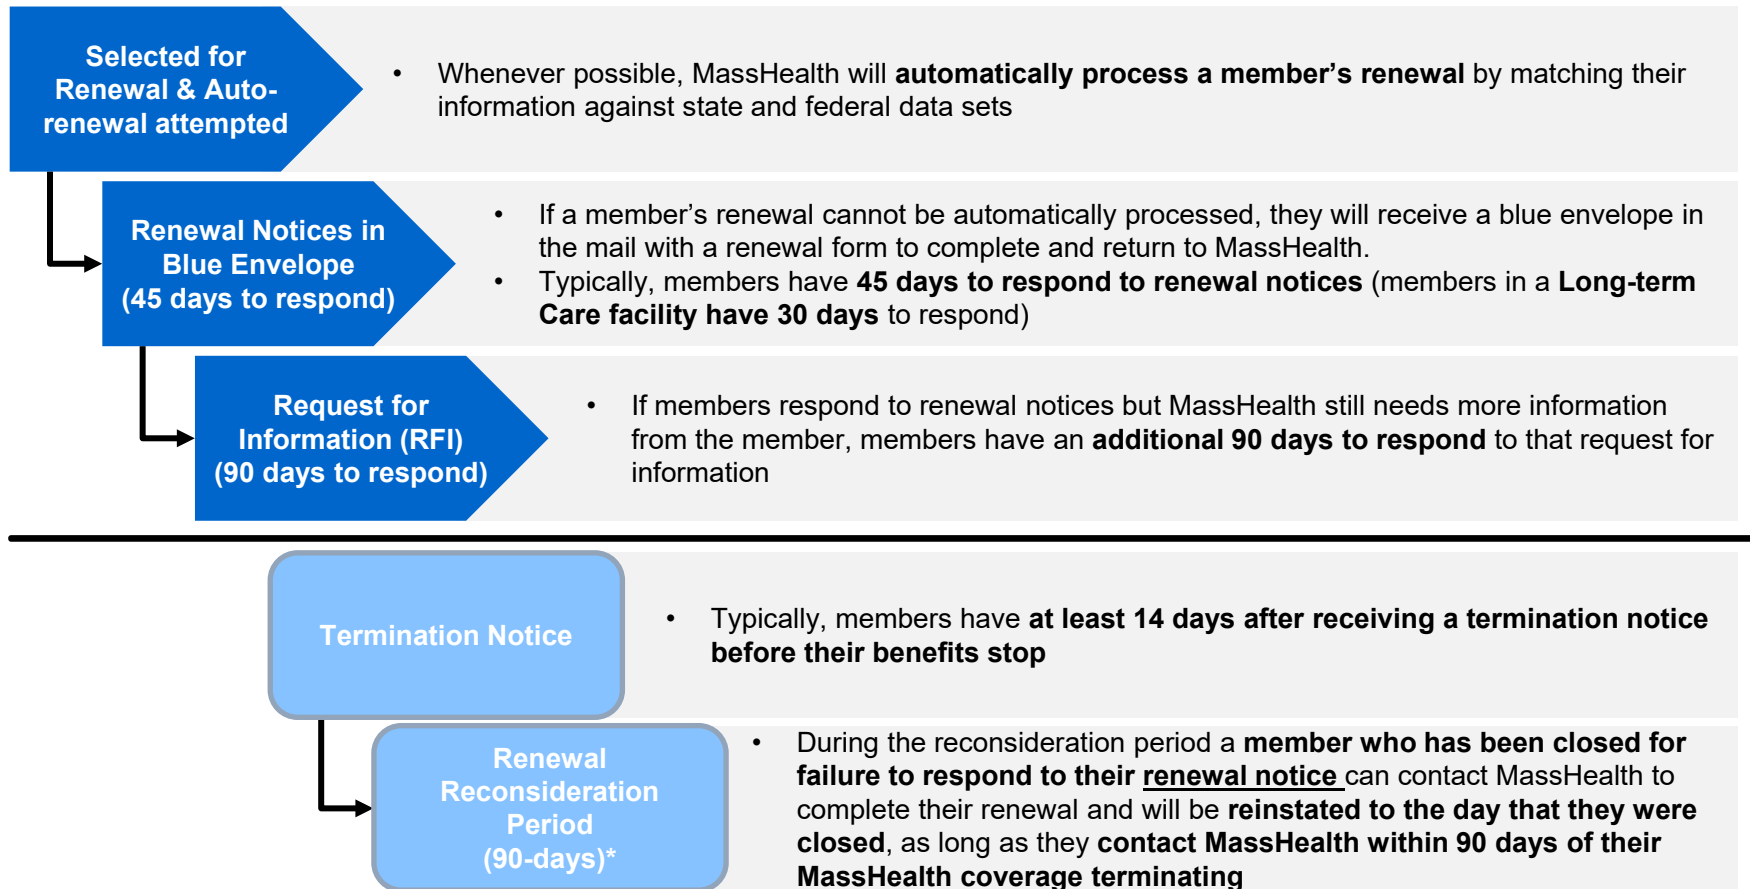 Selected for
Renewal & Auto-
renewal attempted
• Whenever possible, MassHealth will automatically process a member’s renewal by matching their
information against state and federal data sets
Renewal Notices in
Blue Envelope
(45 days to respond)
• If a member’s renewal cannot be automatically processed, they will receive a blue envelope in
the mail with a renewal form to complete and return to MassHealth.
• Typically, members have 45 days to respond to renewal notices (members in a Long-term
Care facility have 30 days to respond)
Request for
Information (RFI)
(90 days to respond)
• If members respond to renewal notices but MassHealth still needs more information
from the member, members have an additional 90 days to respond to that request for
information
Termination Notice
• Typically, members have at least 14 days after receiving a termination notice
before their benefits stop
Renewal
Reconsideration
Period
(90-days)*
• During the reconsideration period a member who has been closed for
failure to respond to their renewal notice can contact MassHealth to
complete their renewal and will be reinstated to the day that they were
closed, as long as they contact MassHealth within 90 days of their
MassHealth coverage terminating